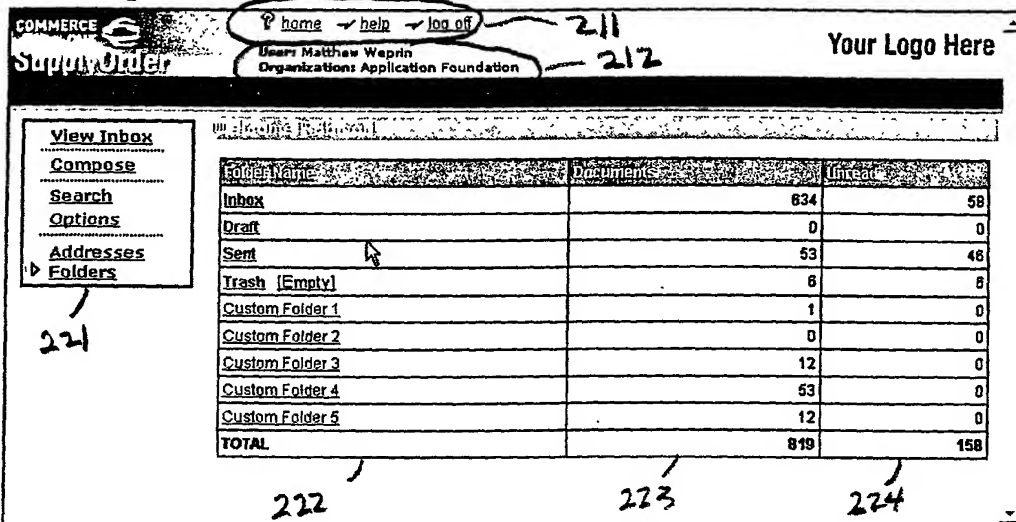 COMMERCE
SupplyOrder
? home help log off
211
User: Matthew Weprin
Organization: Application Foundation
212
Your Logo Here
View Inbox
Compose
Search
Options
Addresses
Folders
221
Folder Name Documents Unread
Inbox 634 58
Draft 0 0
Sent 53 46
Trash [Empty] 6 6
Custom Folder 1 1 0
Custom Folder 2 0 0
Custom Folder 3 12 0
Custom Folder 4 53 0
Custom Folder 5 12 0
TOTAL 819 158
222
223
224